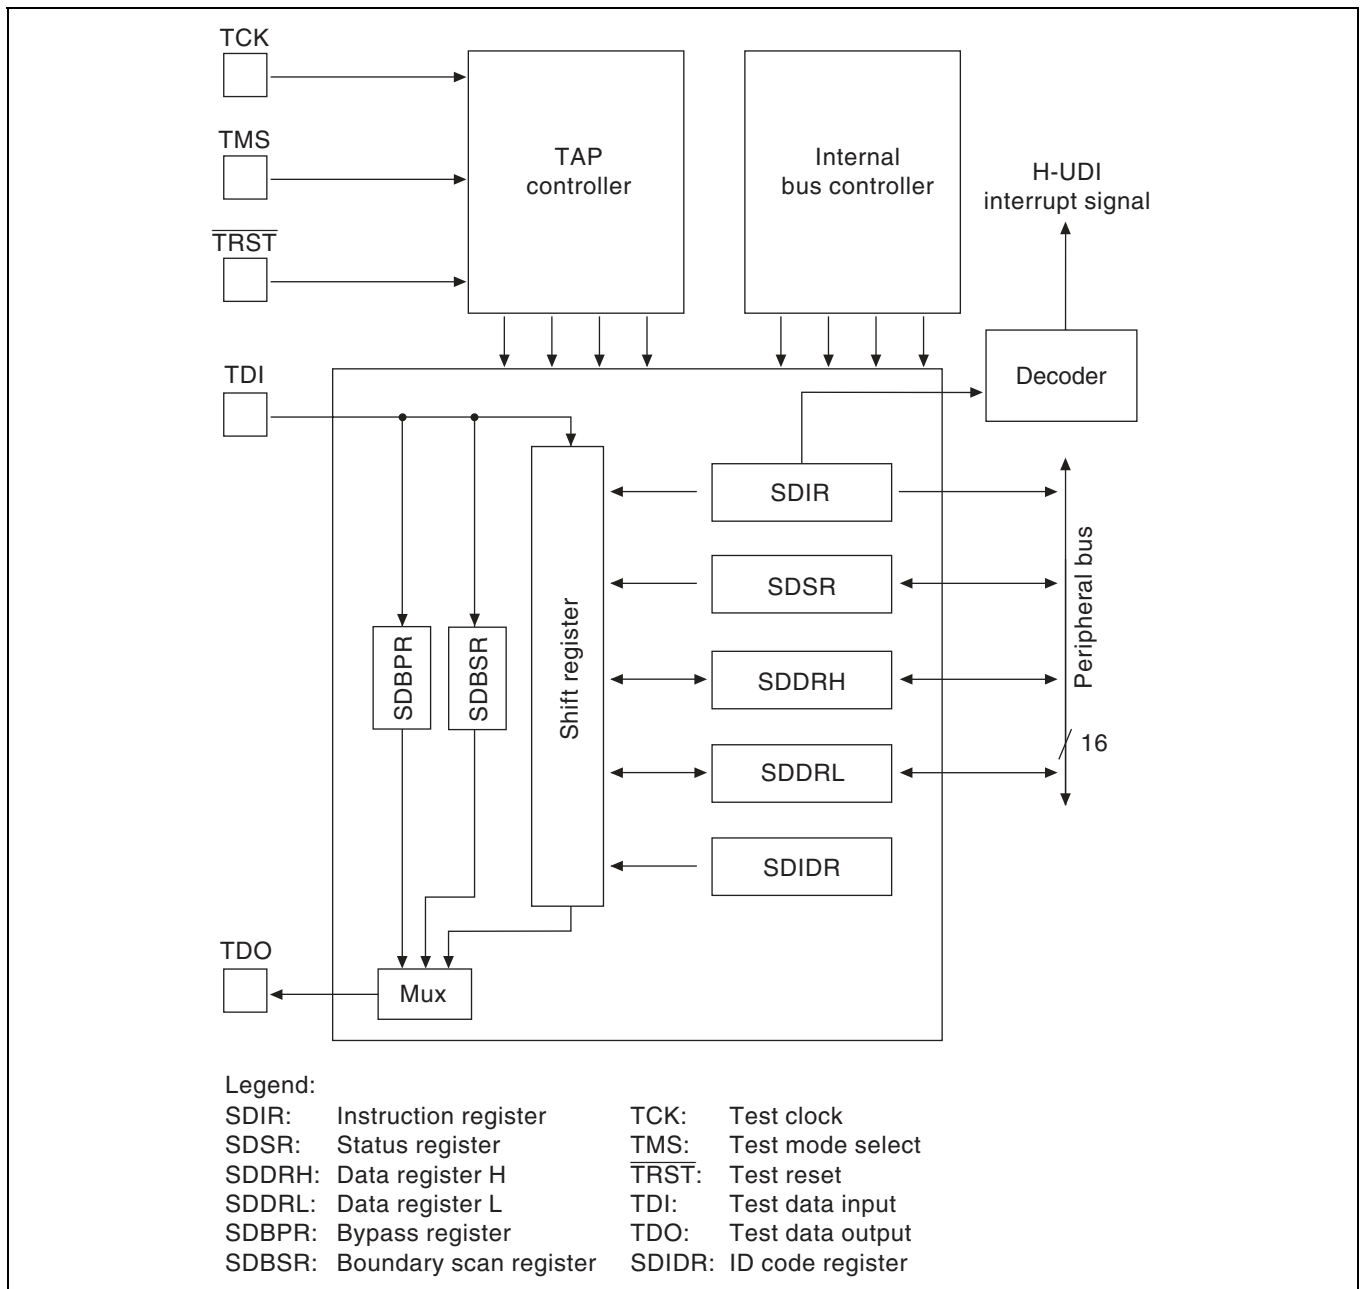 TCK
TMS
TRST
TDI
TDO
TAP
controller
Internal
bus controller
H-UDI
interrupt signal
Decoder
SDIR
SDSR
SDDRH
SDDRL
SDIDR
Shift register
SDBPR
SDBSR
Mux
Peripheral bus
16
Legend:
SDIR: Instruction register TCK: Test clock
SDSR: Status register TMS: Test mode select
SDDRH: Data register H TRST: Test reset
SDDRL: Data register L TDI: Test data input
SDBPR: Bypass register TDO: Test data output
SDBSR: Boundary scan register SDIDR: ID code register